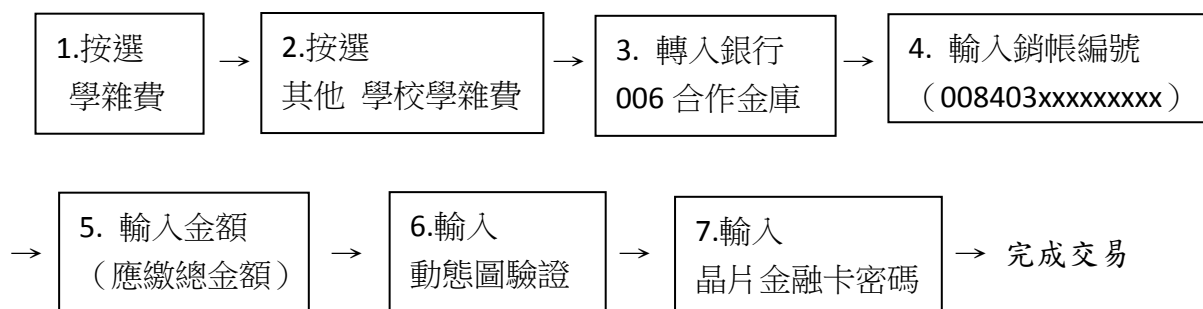 1.按選
學雜費
→
2.按選
其他 學校學雜費
→
3. 轉入銀行
006 合作金庫
→
4. 輸入銷帳編號
（008403xxxxxxxxx）
→
5. 輸入金額
（應繳總金額）
→
6.輸入
動態圖驗證
→
7.輸入
晶片金融卡密碼
→ 完成交易